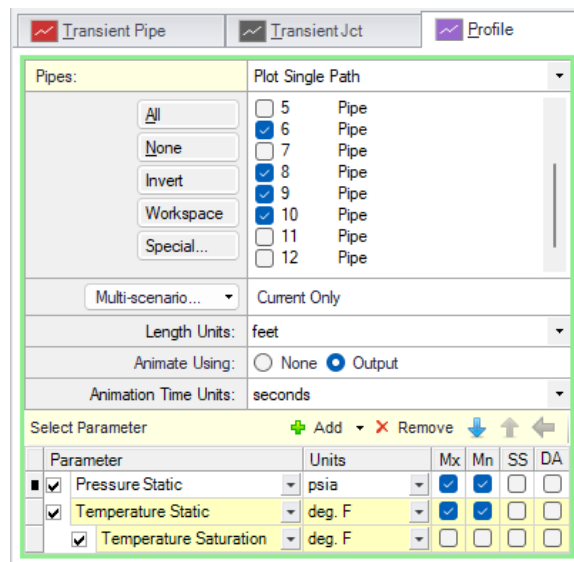 Transient Pipe Transient Jct Profile
Pipes: Plot Single Path
All
None
Invert
Workspace
Special...
5 Pipe
6 Pipe
7 Pipe
8 Pipe
9 Pipe
10 Pipe
11 Pipe
12 Pipe
Multi-scenario... Current Only
Length Units: feet
Animate Using: None Output
Animation Time Units: seconds
Select Parameter Add Remove
Parameter Units Mx Mn SS DA
Pressure Static psia
Temperature Static deg. F
Temperature Saturation deg. F